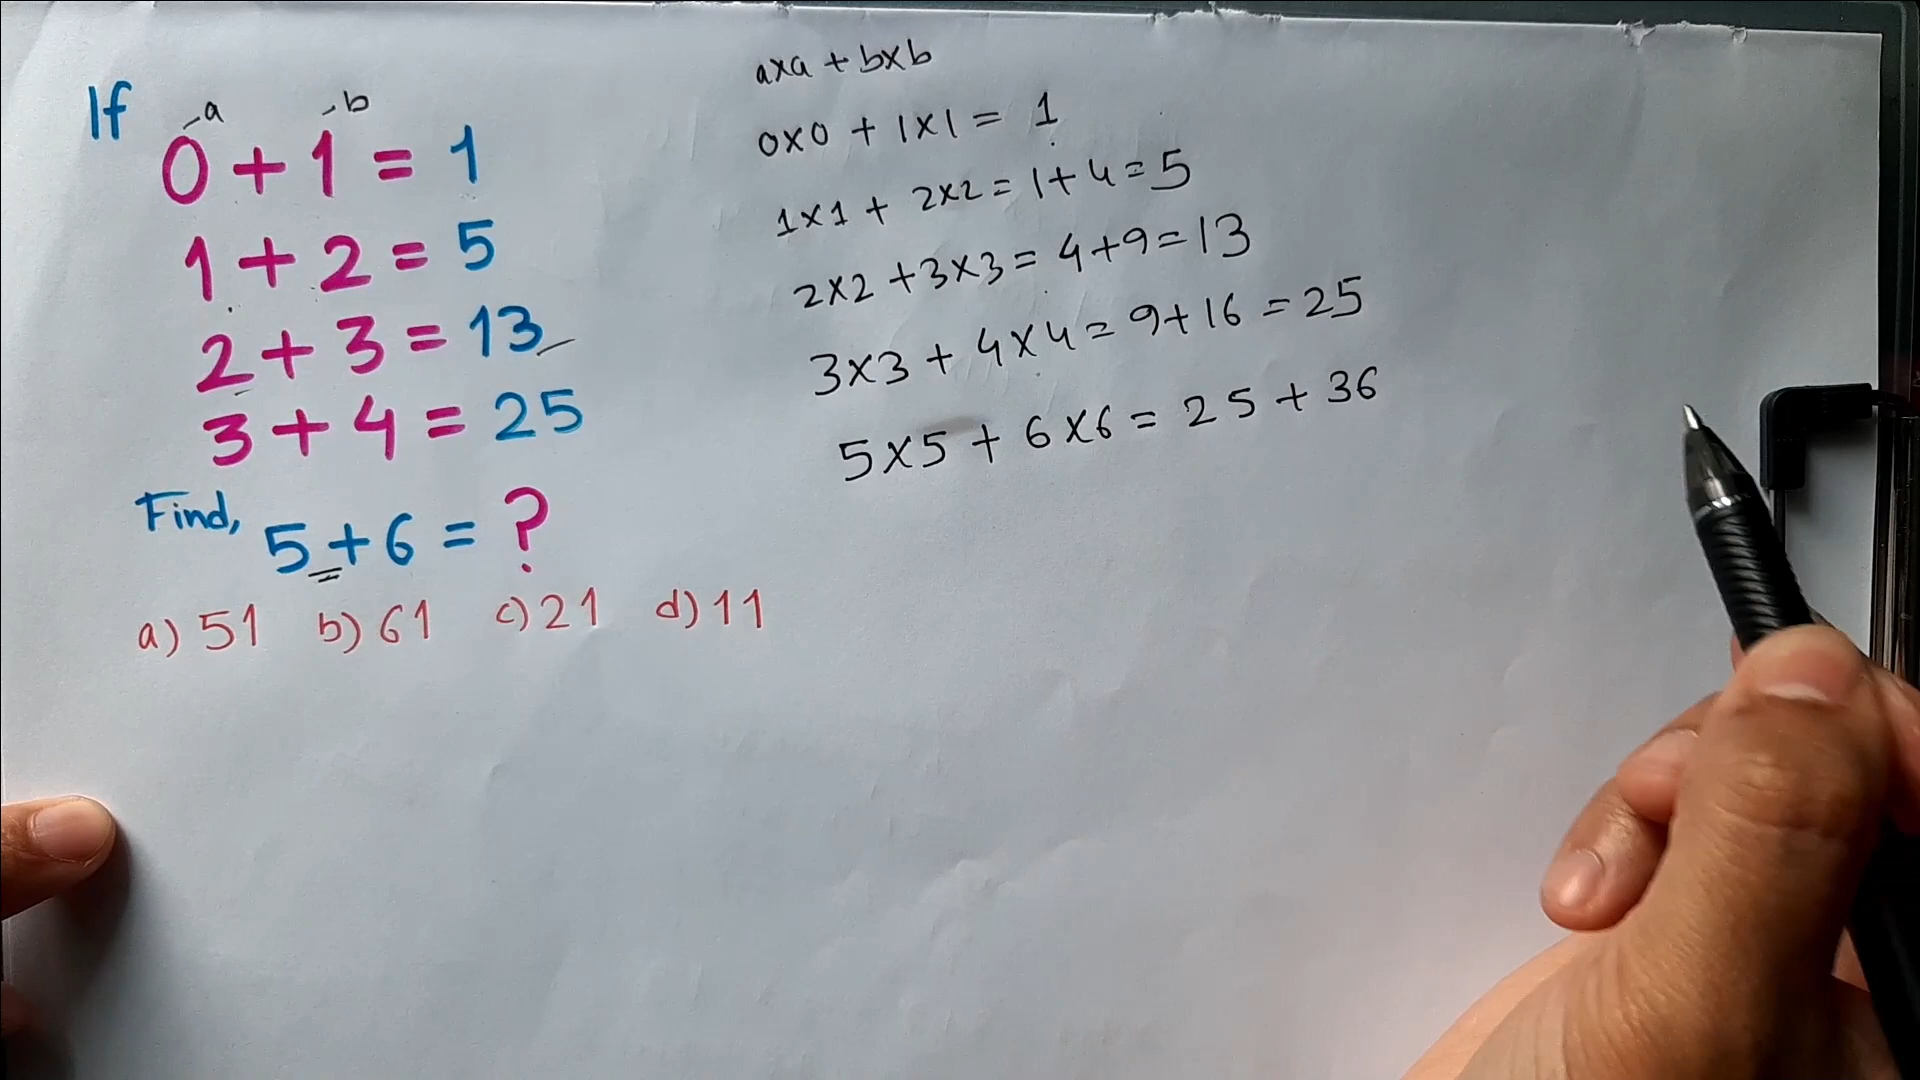 If
a b
0 + 1 = 1
1 + 2 = 5
2 + 3 = 13
3 + 4 = 25
Find, 5 + 6 = ?
a) 51 b) 61 c) 21 d) 11
axa + bxb
0x0 + 1x1 = 1
1x1 + 2x2 = 1+4 = 5
2x2 + 3x3 = 4+9 = 13
3x3 + 4x4 = 9+16 = 25
5x5 + 6x6 = 25 + 36